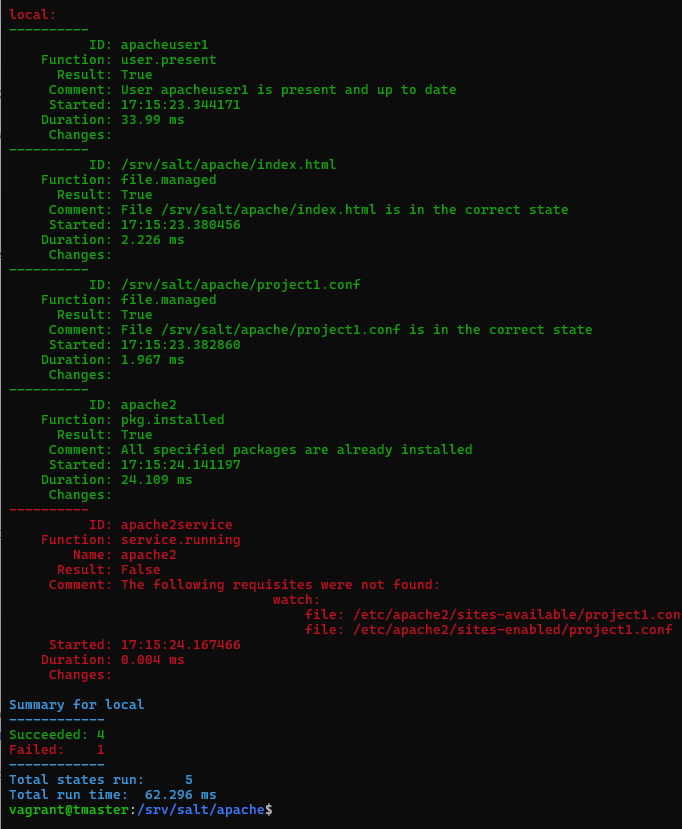 local:
----------
          ID: apacheuser1
    Function: user.present
      Result: True
     Comment: User apacheuser1 is present and up to date
     Started: 17:15:23.344171
    Duration: 33.99 ms
     Changes:
----------
          ID: /srv/salt/apache/index.html
    Function: file.managed
      Result: True
     Comment: File /srv/salt/apache/index.html is in the correct state
     Started: 17:15:23.380456
    Duration: 2.226 ms
     Changes:
----------
          ID: /srv/salt/apache/project1.conf
    Function: file.managed
      Result: True
     Comment: File /srv/salt/apache/project1.conf is in the correct state
     Started: 17:15:23.382860
    Duration: 1.967 ms
     Changes:
----------
          ID: apache2
    Function: pkg.installed
      Result: True
     Comment: All specified packages are already installed
     Started: 17:15:24.141197
    Duration: 24.109 ms
     Changes:
----------
          ID: apache2service
    Function: service.running
        Name: apache2
      Result: False
     Comment: The following requisites were not found:
                                 watch:
                                     file: /etc/apache2/sites-available/project1.con
                                     file: /etc/apache2/sites-enabled/project1.conf
     Started: 17:15:24.167466
    Duration: 0.004 ms
     Changes:

Summary for local
------------
Succeeded: 4
Failed:    1
------------
Total states run:     5
Total run time:  62.296 ms
vagrant@tmaster:/srv/salt/apache$